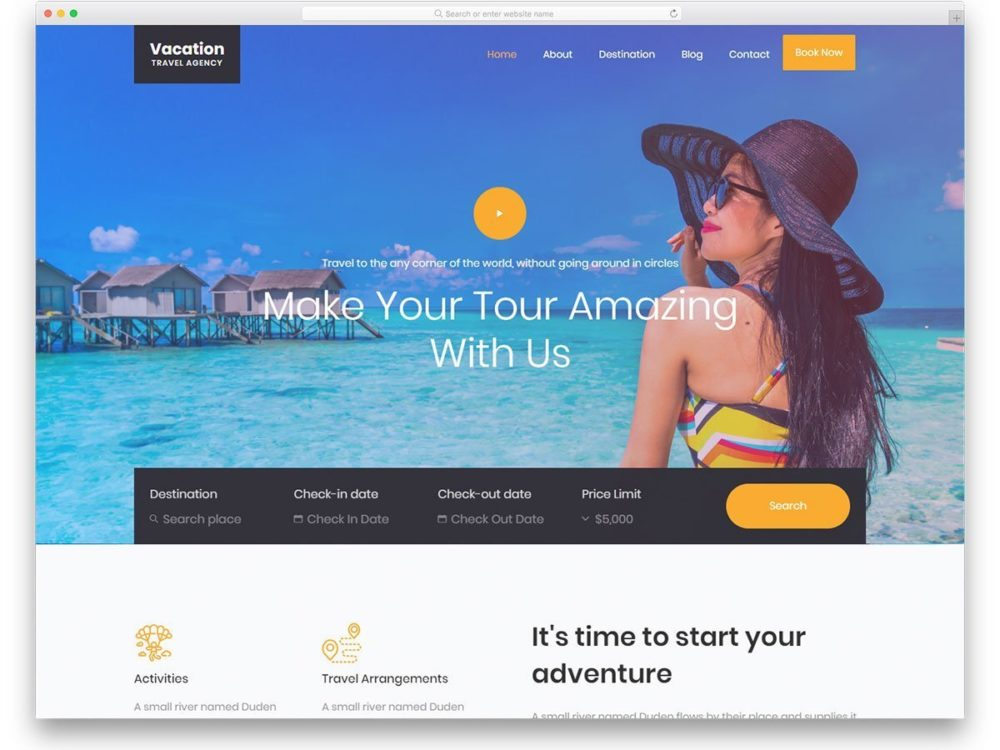 Search or enter website name
Vacation
TRAVEL AGENCY
Home About Destination Blog Contact Book Now
Travel to the any corner of the world, without going around in circles
Make Your Tour Amazing
With Us
Destination Check-in date Check-out date Price Limit
Search place Check In Date Check Out Date $5,000 Search
It's time to start your
adventure
Activities Travel Arrangements
A small river named Duden A small river named Duden
A small river named Duden flows by their place and supplies it